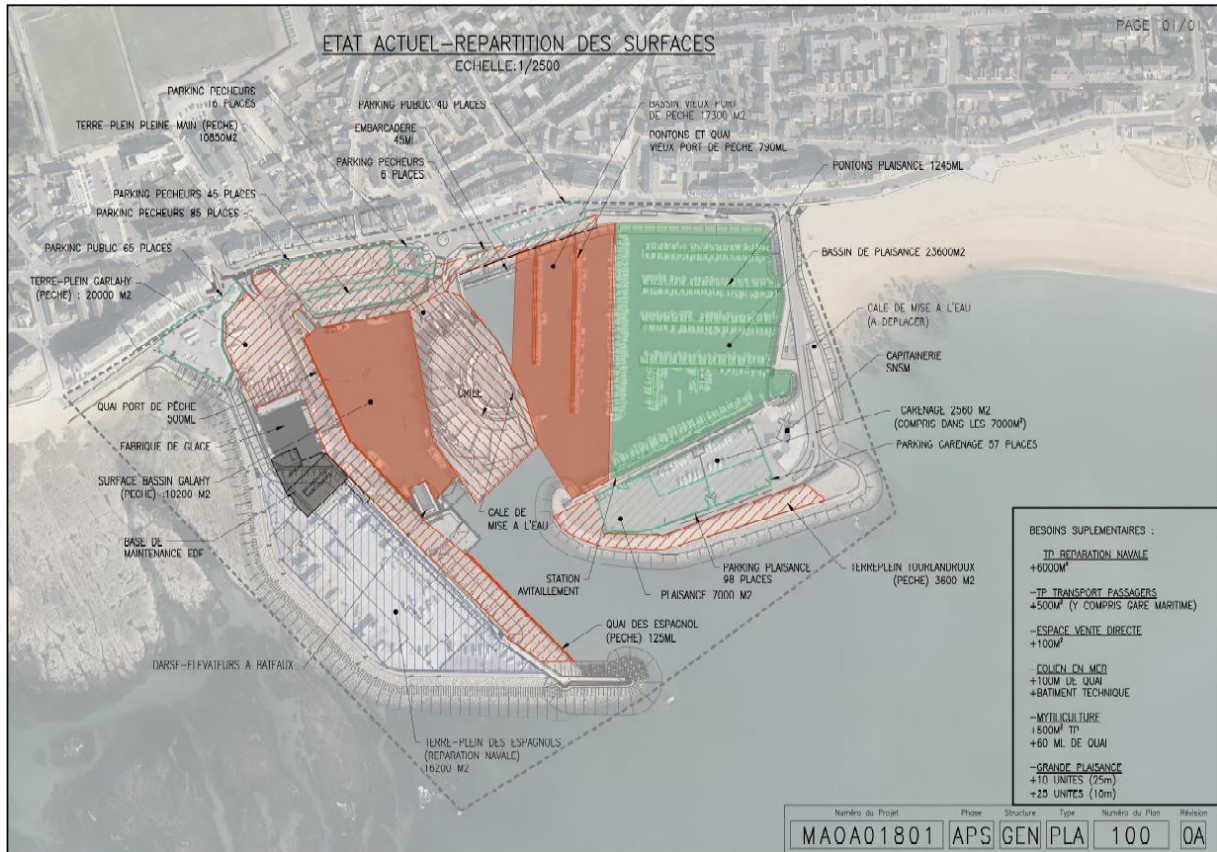 PAGE 01/01
ETAT ACTUEL-REPARTITION DES SURFACES
ECHELLE:1/2500
PARKING PECHEURS
16 PLACES
PARKING PUBLIC 40 PLACES
BASSIN VIEUX PORT
DE PECHE 17300 M2
TERRE-PLEIN PLEINE MAIN (PECHE)
10850M2
EMBARCADERE
45ML
PONTONS ET QUAI
VIEUX PORT DE PECHE 790ML
PARKING PECHEURS
6 PLACES
PONTONS PLAISANCE 1245ML
PARKING PECHEURS 45 PLACES
PARKING PECHEURS 85 PLACES
PARKING PUBLIC 65 PLACES
BASSIN DE PLAISANCE 23600M2
TERRE-PLEIN GARLAHY
(PECHE) : 20000 M2
CALE DE MISE A L'EAU
(A DEPLACER)
CAPITAINERIE
SNSM
CRIEE
QUAI PORT DE PÊCHE
500ML
CARENAGE 2560 M2
(COMPRIS DANS LES 7000M²)
FABRIQUE DE GLACE
PARKING CARENAGE 57 PLACES
SURFACE BASSIN GALAHY
(PECHE) :10200 M2
CALE DE
MISE A L'EAU
BASE DE
MAINTENANCE EDF
STATION
AVITAILLEMENT
PARKING PLAISANCE
98 PLACES
TERREPLEIN TOURLANDROUX
(PECHE) 3600 M2
PLAISANCE 7000 M2
QUAI DES ESPAGNOL
(PECHE) 125ML
DARSE-ELEVATEURS A BATEAUX
TERRE-PLEIN DES ESPAGNOLS
(REPARATION NAVALE)
16200 M2
BESOINS SUPLEMENTAIRES :
TP REPARATION NAVALE
+6000M²
-TP TRANSPORT PASSAGERS
+500M² (Y COMPRIS GARE MARITIME)
-ESPACE VENTE DIRECTE
+100M²
EOLIEN EN MER
+100M DE QUAI
+BATIMENT TECHNIQUE
-MYTILICULTURE
+500M² TP
+60 ML DE QUAI
-GRANDE PLAISANCE
+10 UNITES (25m)
+25 UNITES (10m)
Numéro du Projet Phase Structure Type Numéro du Plan Révision
MAOA01801 APS GEN PLA 100 0A